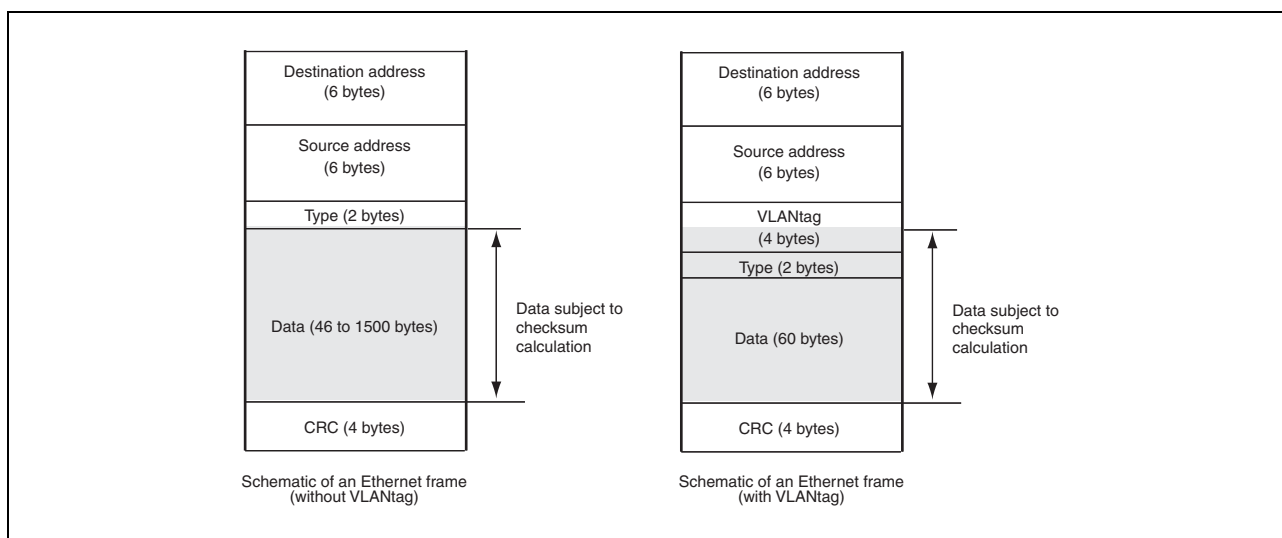 Destination address
(6 bytes)
Source address
(6 bytes)
Type (2 bytes)
Data (46 to 1500 bytes)
CRC (4 bytes)
Data subject to
checksum
calculation
Schematic of an Ethernet frame
(without VLANtag)
Destination address
(6 bytes)
Source address
(6 bytes)
VLANtag
(4 bytes)
Type (2 bytes)
Data (60 bytes)
CRC (4 bytes)
Data subject to
checksum
calculation
Schematic of an Ethernet frame
(with VLANtag)